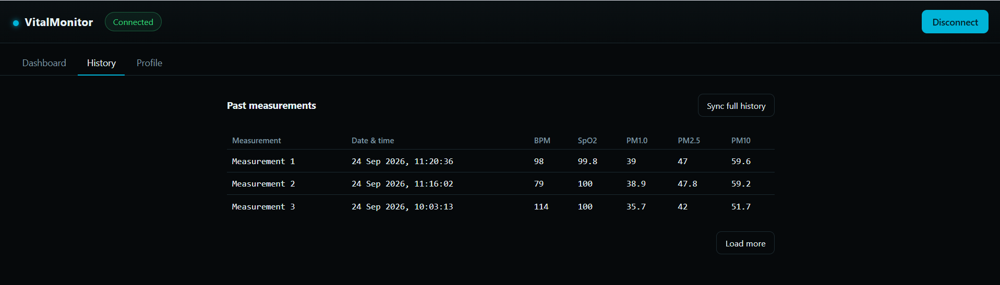 VitalMonitor Connected Disconnect
Dashboard History Profile
Past measurements Sync full history
Measurement Date & time BPM SpO2 PM1.0 PM2.5 PM10
Measurement 1 24 Sep 2026, 11:20:36 98 99.8 39 47 59.6
Measurement 2 24 Sep 2026, 11:16:02 79 100 38.9 47.8 59.2
Measurement 3 24 Sep 2026, 10:03:13 114 100 35.7 42 51.7
Load more